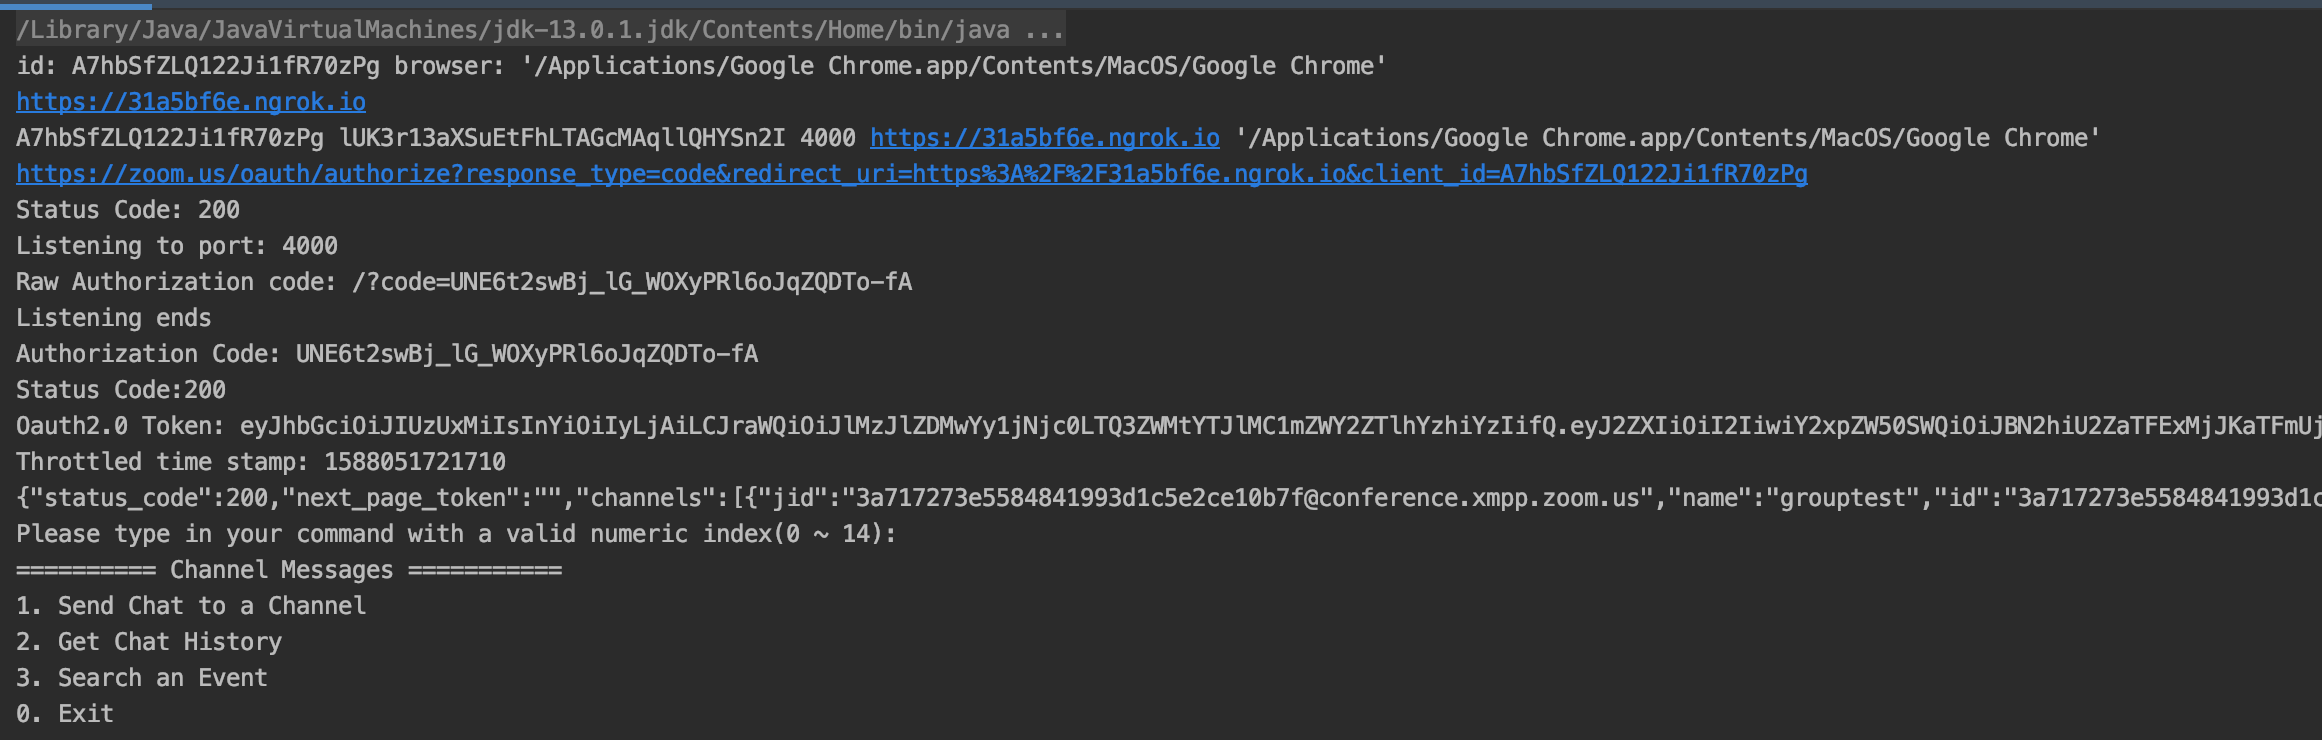 /Library/Java/JavaVirtualMachines/jdk-13.0.1.jdk/Contents/Home/bin/java ...
id: A7hbSfZLQ122Ji1fR70zPg browser: '/Applications/Google Chrome.app/Contents/MacOS/Google Chrome'
https://31a5bf6e.ngrok.io
A7hbSfZLQ122Ji1fR70zPg lUK3r13aXSuEtFhLTAGcMAqllQHYSn2I 4000 https://31a5bf6e.ngrok.io '/Applications/Google Chrome.app/Contents/MacOS/Google Chrome'
https://zoom.us/oauth/authorize?response_type=code&redirect_uri=https%3A%2F%2F31a5bf6e.ngrok.io&client_id=A7hbSfZLQ122Ji1fR70zPg
Status Code: 200
Listening to port: 4000
Raw Authorization code: /?code=UNE6t2swBj_lG_WOXyPRl6oJqZQDTo-fA
Listening ends
Authorization Code: UNE6t2swBj_lG_WOXyPRl6oJqZQDTo-fA
Status Code:200
Oauth2.0 Token: eyJhbGciOiJIUzUxMiIsInYiOiIyLjAiLCJraWQiOiJlMzJlZDMwYy1jNjc0LTQ3ZWMtYTJlMC1mZWY2ZTlhYzhiYzIifQ.eyJ2ZXIiOiI2IiwiY2xpZW50SWQiOiJBN2hiU2ZaTFExMjJKaTFmUj
Throttled time stamp: 1588051721710
{"status_code":200,"next_page_token":"","channels":[{"jid":"3a717273e5584841993d1c5e2ce10b7f@conference.xmpp.zoom.us","name":"grouptest","id":"3a717273e5584841993d1c
Please type in your command with a valid numeric index(0 ~ 14):
========== Channel Messages ===========
1. Send Chat to a Channel
2. Get Chat History
3. Search an Event
0. Exit